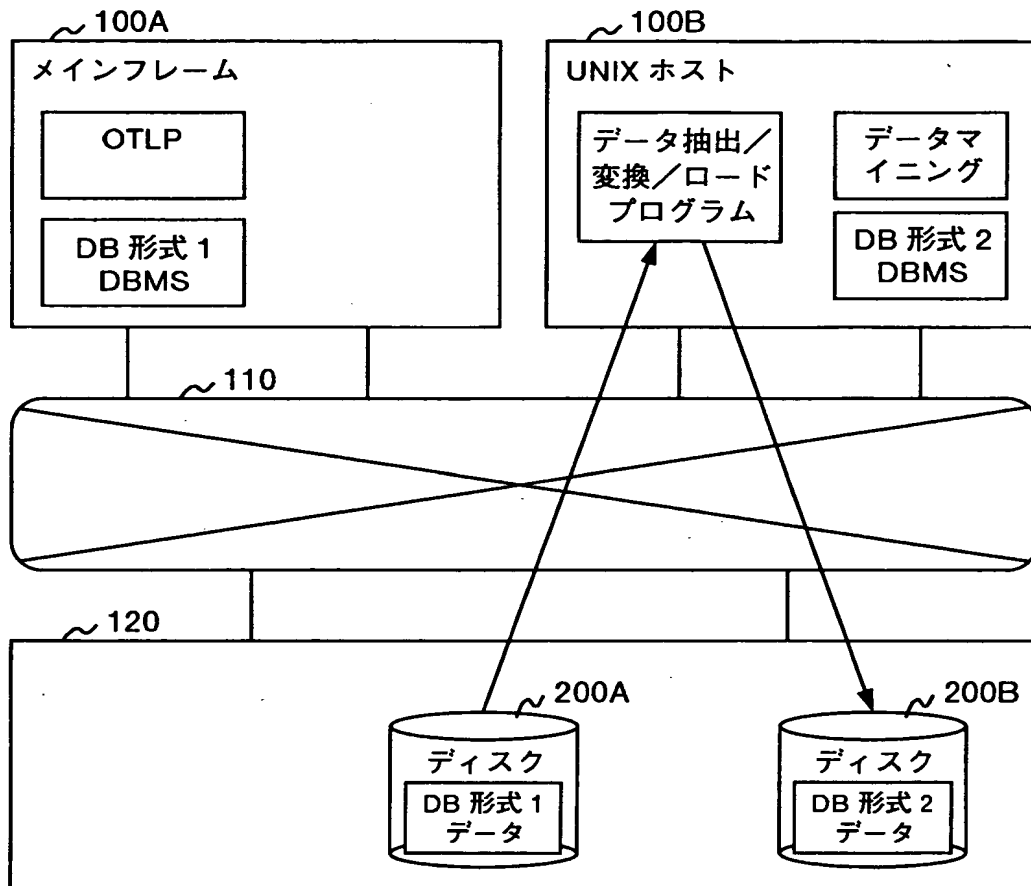 100A
メインフレーム
OTLP
DB 形式 1
DBMS
100B
UNIX ホスト
データ抽出／
変換／ロード
プログラム
データマ
イニング
DB 形式 2
DBMS
110
120
200A
ディスク
DB 形式 1
データ
200B
ディスク
DB 形式 2
データ